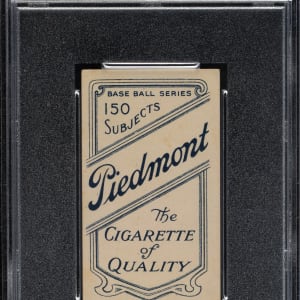 BASE BALL SERIES
150
SUBJECTS
Piedmont
The
CIGARETTE
of
QUALITY